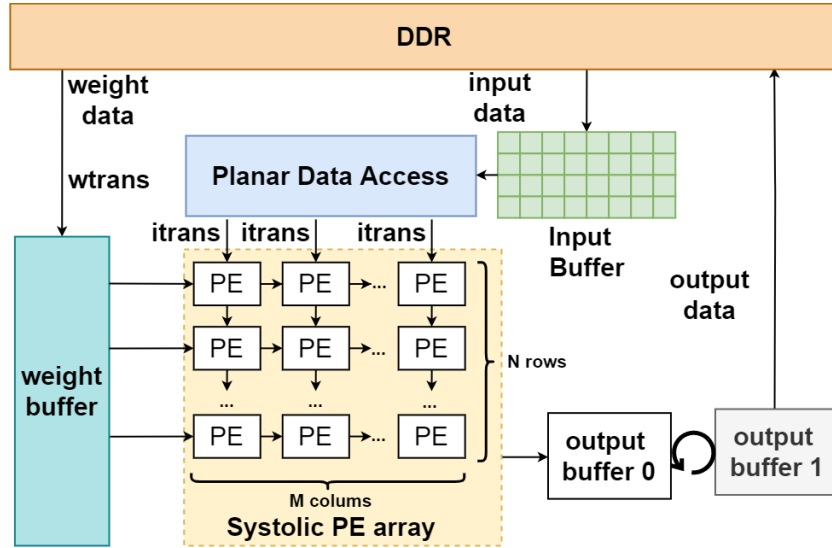 DDR
weight
data
input
data
wtrans
Planar Data Access
itrans itrans itrans
Input
Buffer
output
data
PE PE ... PE
PE PE ... PE
... ... ...
PE PE ... PE
N rows
weight
buffer
M colums
Systolic PE array
output
buffer 0
output
buffer 1